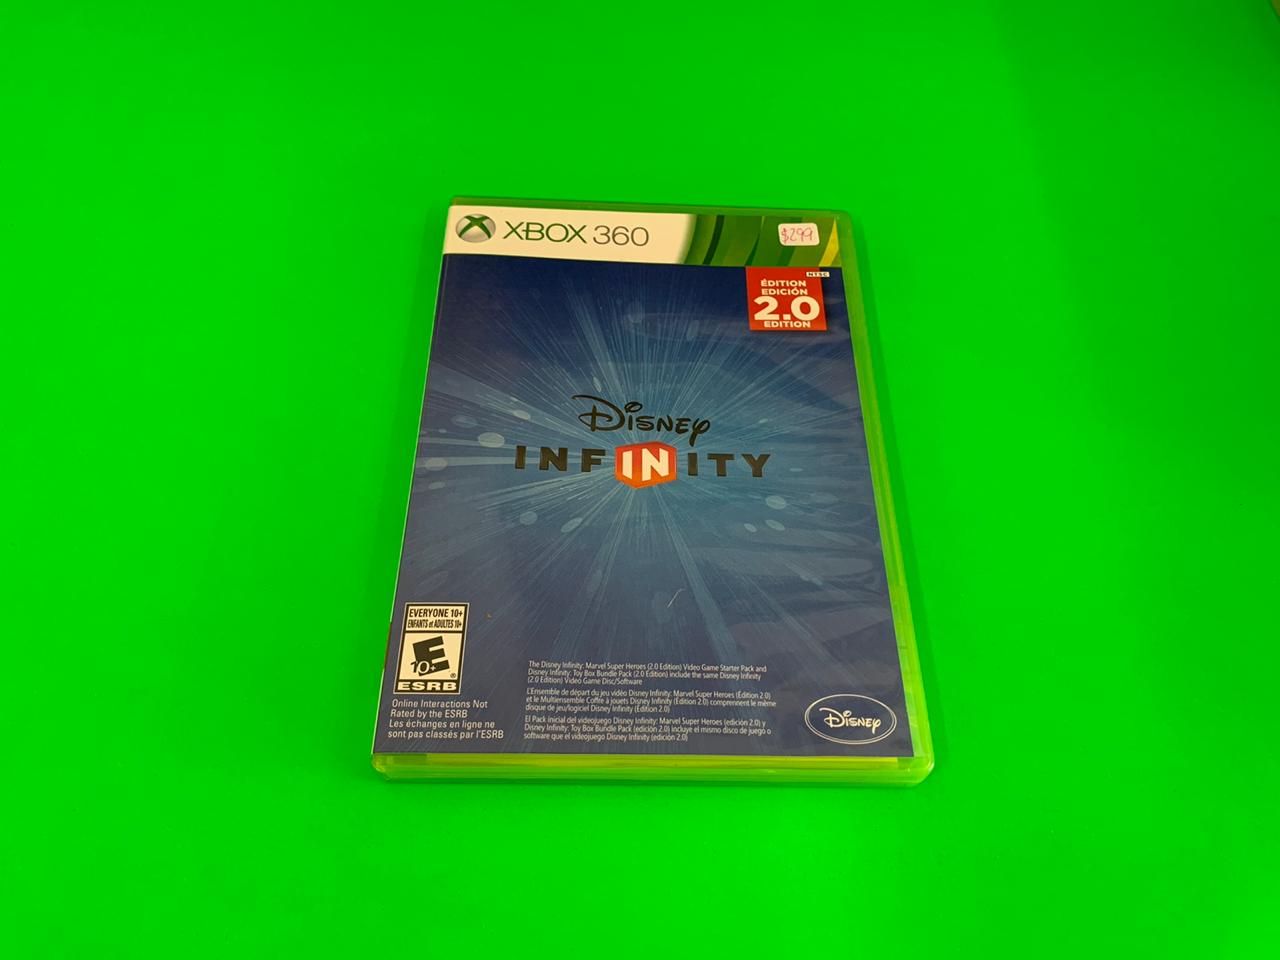 XBOX 360
$2.99
NTSC
ÉDITION
EDICIÓN
2.0
EDITION
Disney
INFINITY
EVERYONE 10+
ENFANTS et ADULTES 10+
E
10+
®
ESRB
Online Interactions Not
Rated by the ESRB
Les échanges en ligne ne
sont pas classés par l'ESRB
The Disney Infinity: Marvel Super Heroes (2.0 Edition) Video Game Starter Pack and
Disney Infinity: Toy Box Bundle Pack (2.0 Edition) include the same Disney Infinity
(2.0 Edition) Video Game Disc/Software
L'Ensemble de départ du jeu vidéo Disney Infinity: Marvel Super Heroes (Édition 2.0)
et le Multiensemble Coffre à jouets Disney Infinity (Édition 2.0) comprennent le même
disque de jeu/logiciel Disney Infinity (Édition 2.0)
El Pack inicial del videojuego Disney Infinity: Marvel Super Heroes (edición 2.0) y
Disney Infinity: Toy Box Bundle Pack (edición 2.0) incluye el mismo disco de juego o
software que el videojuego Disney Infinity (edición 2.0)
Disney